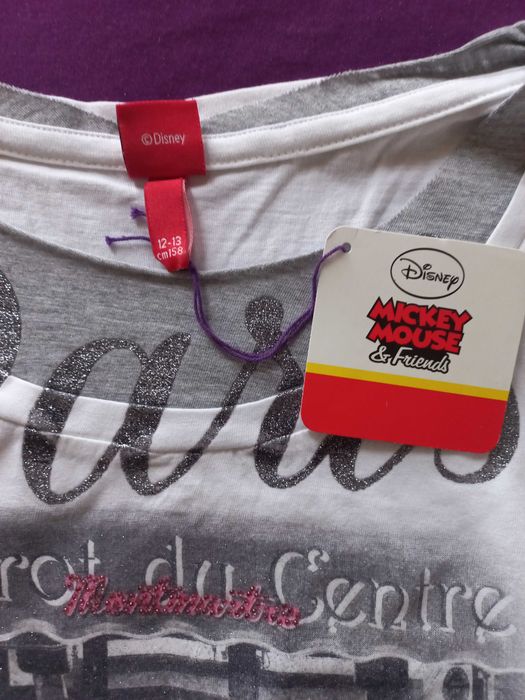 ©Disney
12-13
cm158
Disney
MICKEY
MOUSE
& Friends
Paris
rot du Centre
Montmartre